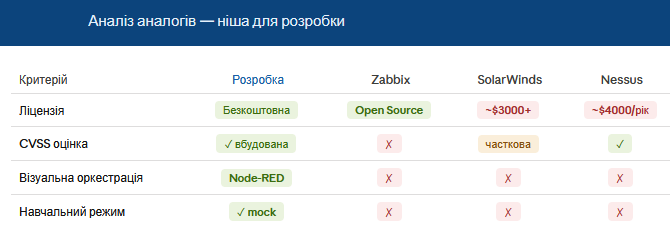 Аналіз аналогів — ніша для розробки
Критерій Розробка Zabbix SolarWinds Nessus
Ліцензія Безкоштовна Open Source ~$3000+ ~$4000/рік
CVSS оцінка ✓ вбудована ✗ часткова ✓
Візуальна оркестрація Node-RED ✗ ✗ ✗
Навчальний режим ✓ mock ✗ ✗ ✗